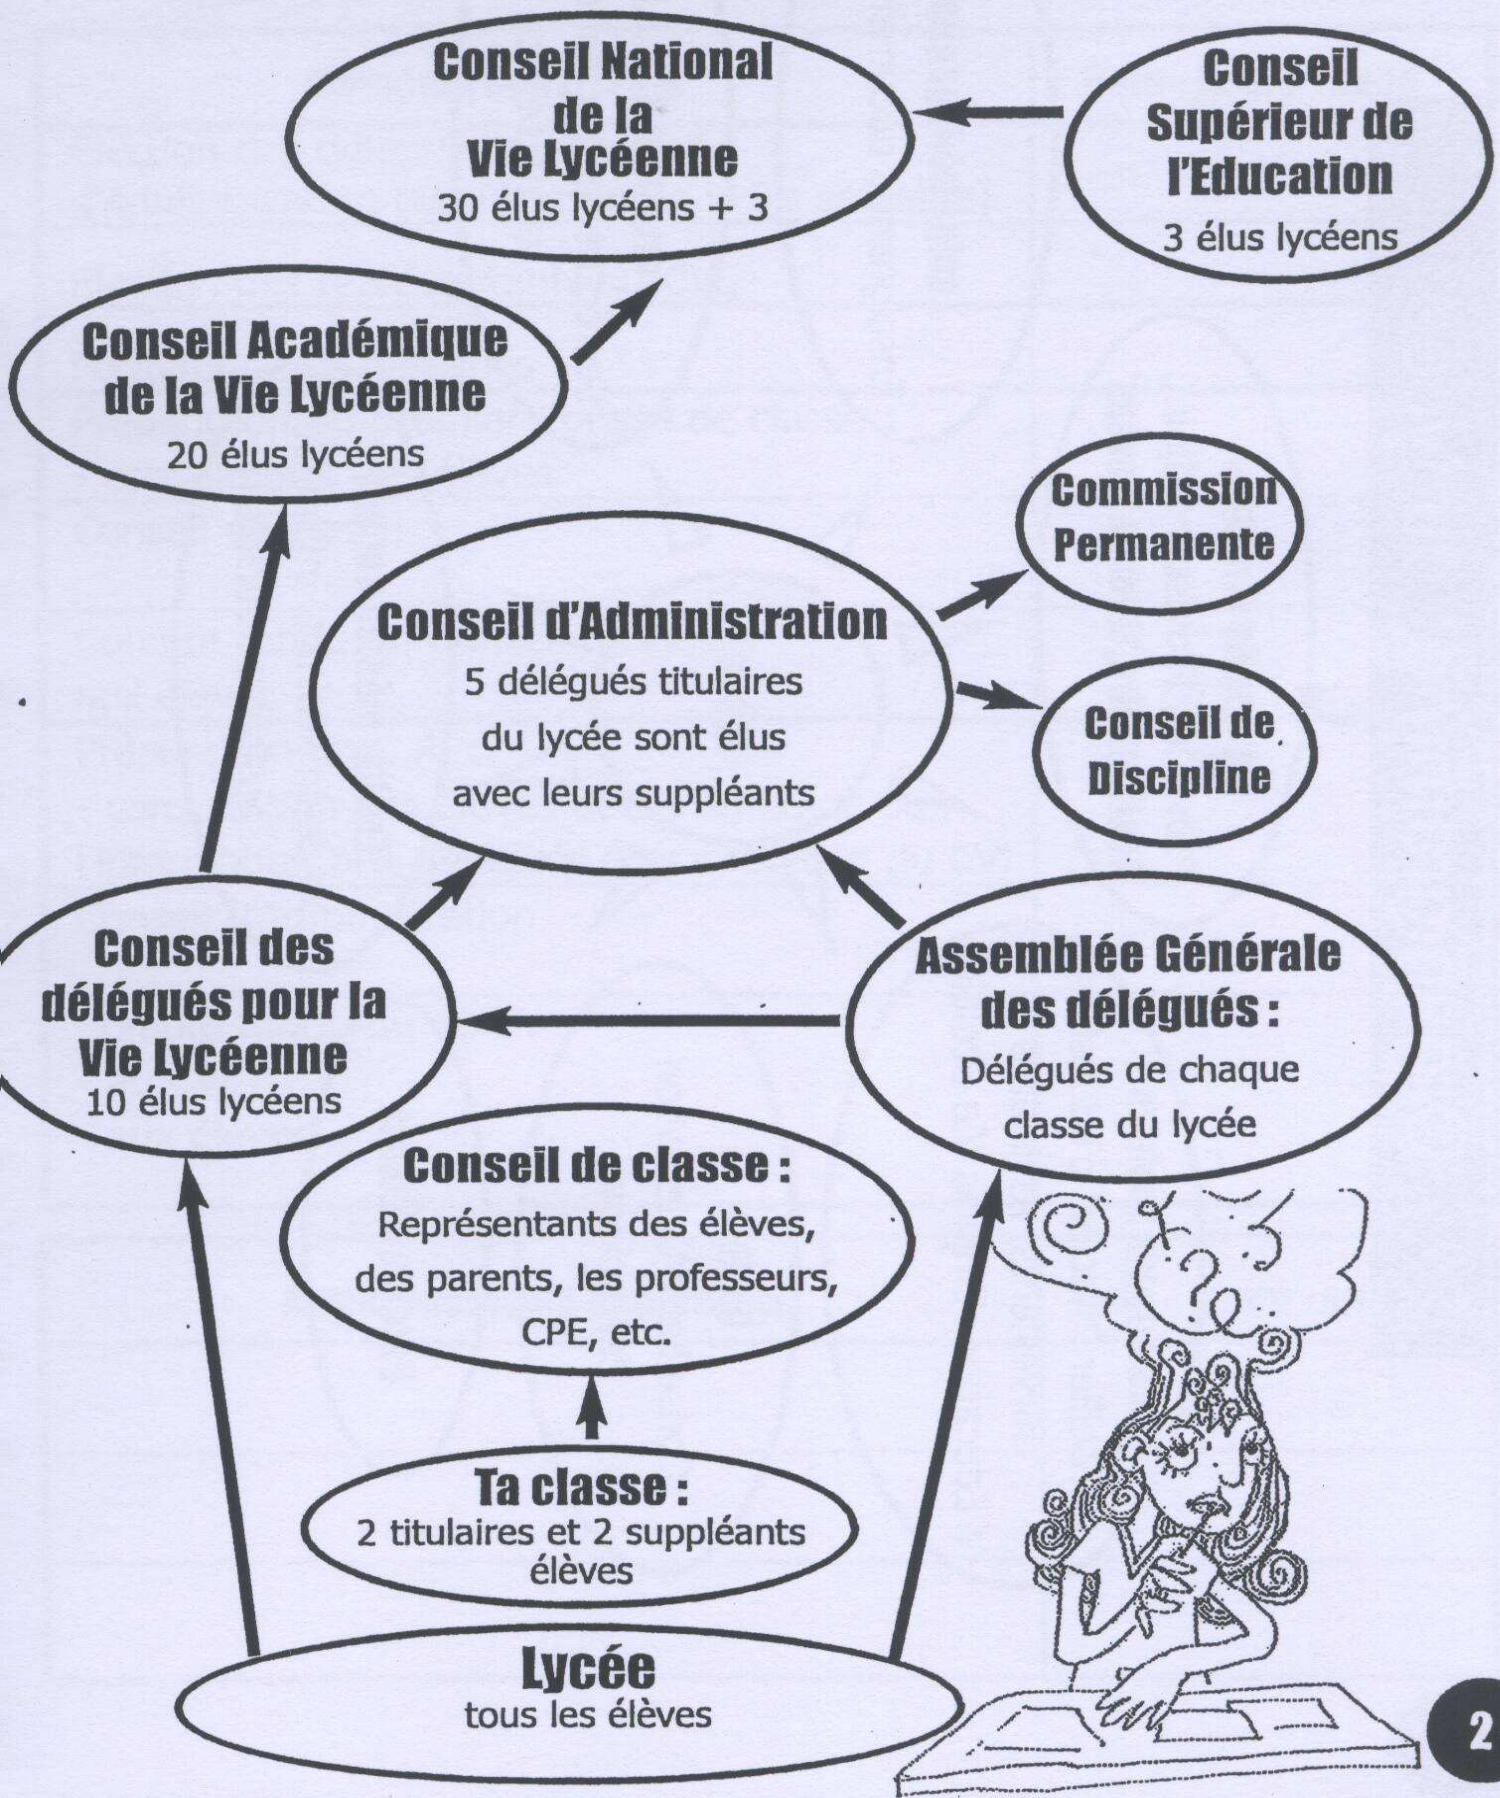 Conseil National
de la
Vie Lycéenne
30 élus lycéens + 3
Conseil
Supérieur de
l'Education
3 élus lycéens
Conseil Académique
de la Vie Lycéenne
20 élus lycéens
Commission
Permanente
Conseil d'Administration
5 délégués titulaires
du lycée sont élus
avec leurs suppléants
Conseil de
Discipline
Conseil des
délégués pour la
Vie Lycéenne
10 élus lycéens
Assemblée Générale
des délégués :
Délégués de chaque
classe du lycée
Conseil de classe :
Représentants des élèves,
des parents, les professeurs,
CPE, etc.
?
Ta classe :
2 titulaires et 2 suppléants
élèves
Lycée
tous les élèves
2